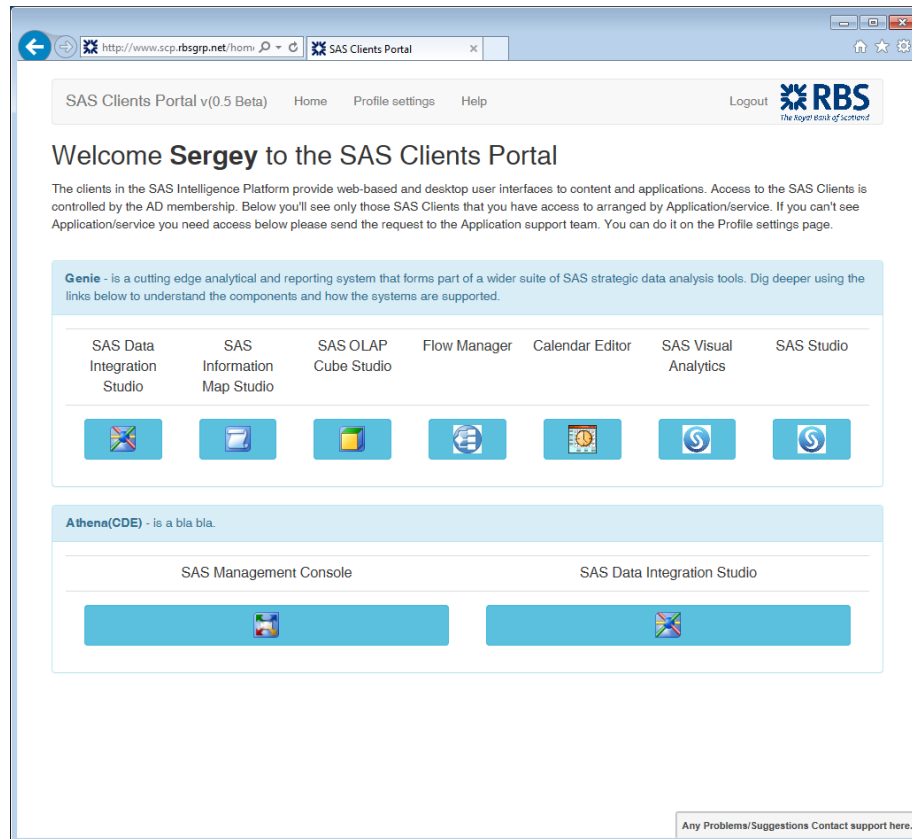 http://www.scp.rbsgrp.net/hom
SAS Clients Portal
SAS Clients Portal v(0.5 Beta) Home Profile settings Help Logout RBS
The Royal Bank of Scotland
Welcome Sergey to the SAS Clients Portal
The clients in the SAS Intelligence Platform provide web-based and desktop user interfaces to content and applications. Access to the SAS Clients is
controlled by the AD membership. Below you'll see only those SAS Clients that you have access to arranged by Application/service. If you can't see
Application/service you need access below please send the request to the Application support team. You can do it on the Profile settings page.
Genie - is a cutting edge analytical and reporting system that forms part of a wider suite of SAS strategic data analysis tools. Dig deeper using the
links below to understand the components and how the systems are supported.
SAS Data
Integration
Studio
SAS
Information
Map Studio
SAS OLAP
Cube Studio
Flow Manager
Calendar Editor
SAS Visual
Analytics
SAS Studio
Athena(CDE) - is a bla bla.
SAS Management Console
SAS Data Integration Studio
Any Problems/Suggestions Contact support here.